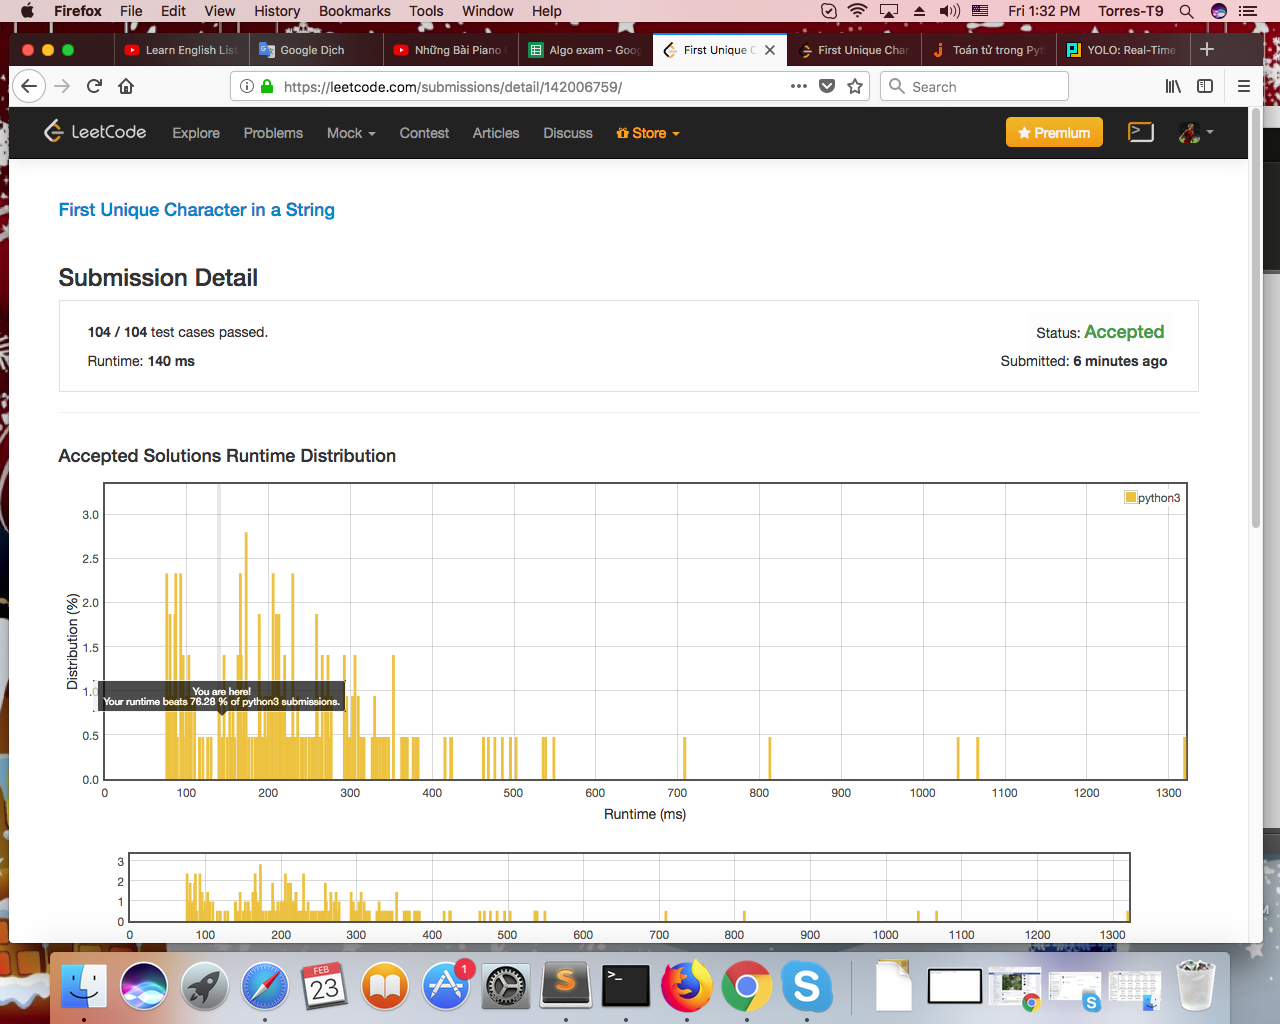 Firefox File Edit View History Bookmarks Tools Window Help Fri 1:32 PM Torres-T9
Learn English List
Google Dịch
Những Bài Piano
Algo exam - Goo
First Unique C
First Unique Char
Toán tử trong Pyt
YOLO: Real-Time
https://leetcode.com/submissions/detail/142006759/
Search
LeetCode Explore Problems Mock Contest Articles Discuss Store Premium
First Unique Character in a String
Submission Detail
104 / 104 test cases passed.
Status: Accepted
Runtime: 140 ms
Submitted: 6 minutes ago
Accepted Solutions Runtime Distribution
python3
3.0
2.5
2.0
1.5
1.0
0.5
0.0
Distribution (%)
You are here!
Your runtime beats 76.28 % of python3 submissions.
0 100 200 300 400 500 600 700 800 900 1000 1100 1200 1300
Runtime (ms)
3
2
1
0
0 100 200 300 400 500 600 700 800 900 1000 1100 1200 1300
FEB
23
1